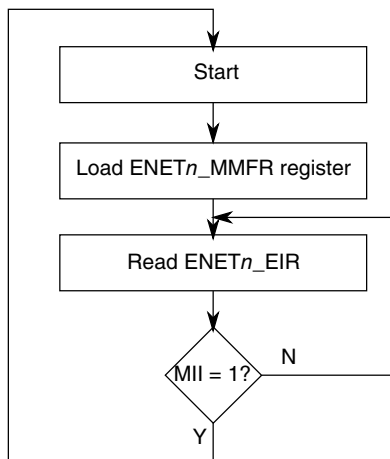 Start
Load ENETn_MMFR register
Read ENETn_EIR
MII = 1?
N
Y